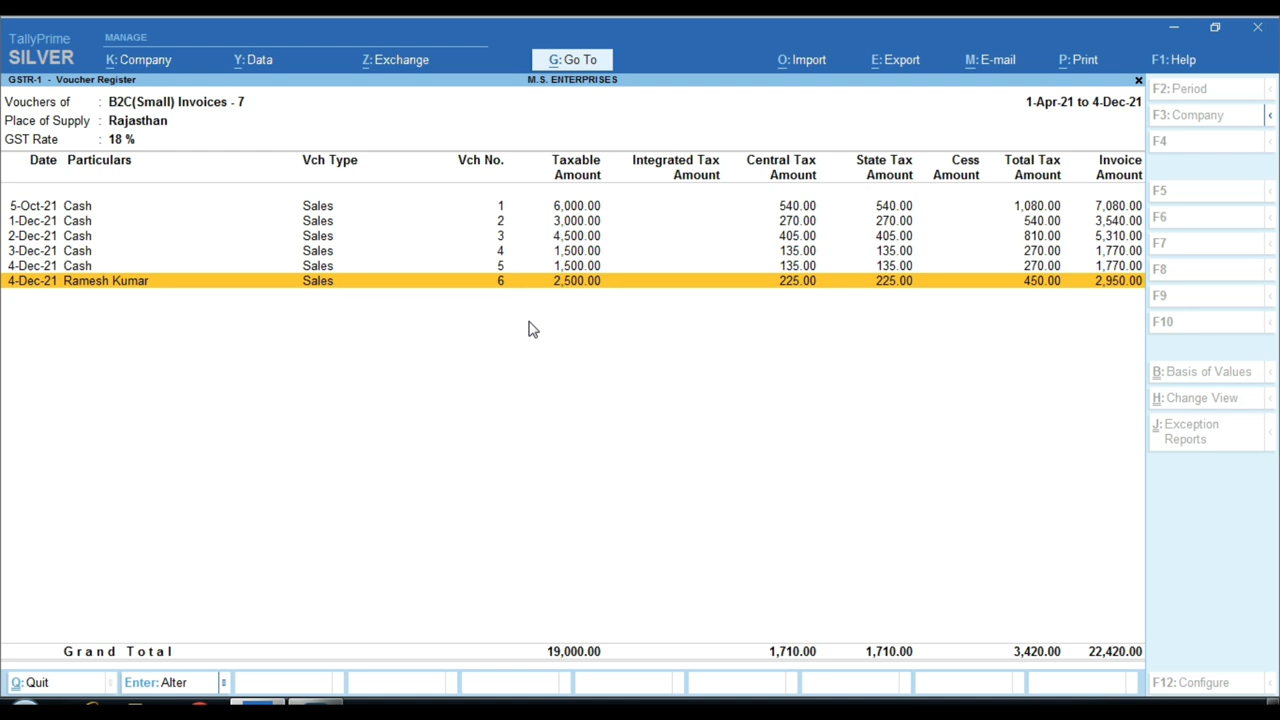 TallyPrime
SILVER
MANAGE
K: Company
Y: Data
Z: Exchange
G: Go To
O: Import
E: Export
M: E-mail
P: Print
F1: Help
GSTR-1 - Voucher Register
M.S. ENTERPRISES
Vouchers of : B2C(Small) Invoices - 7
1-Apr-21 to 4-Dec-21
Place of Supply : Rajasthan
GST Rate : 18 %
Date Particulars Vch Type Vch No. Taxable Integrated Tax Central Tax State Tax Cess Total Tax Invoice
Amount Amount Amount Amount Amount Amount Amount
5-Oct-21 Cash Sales 1 6,000.00 540.00 540.00 1,080.00 7,080.00
1-Dec-21 Cash Sales 2 3,000.00 270.00 270.00 540.00 3,540.00
2-Dec-21 Cash Sales 3 4,500.00 405.00 405.00 810.00 5,310.00
3-Dec-21 Cash Sales 4 1,500.00 135.00 135.00 270.00 1,770.00
4-Dec-21 Cash Sales 5 1,500.00 135.00 135.00 270.00 1,770.00
4-Dec-21 Ramesh Kumar Sales 6 2,500.00 225.00 225.00 450.00 2,950.00
Grand Total 19,000.00 1,710.00 1,710.00 3,420.00 22,420.00
Q: Quit
Enter: Alter
F2: Period
F3: Company
F4
F5
F6
F7
F8
F9
F10
B: Basis of Values
H: Change View
J: Exception
Reports
F12: Configure